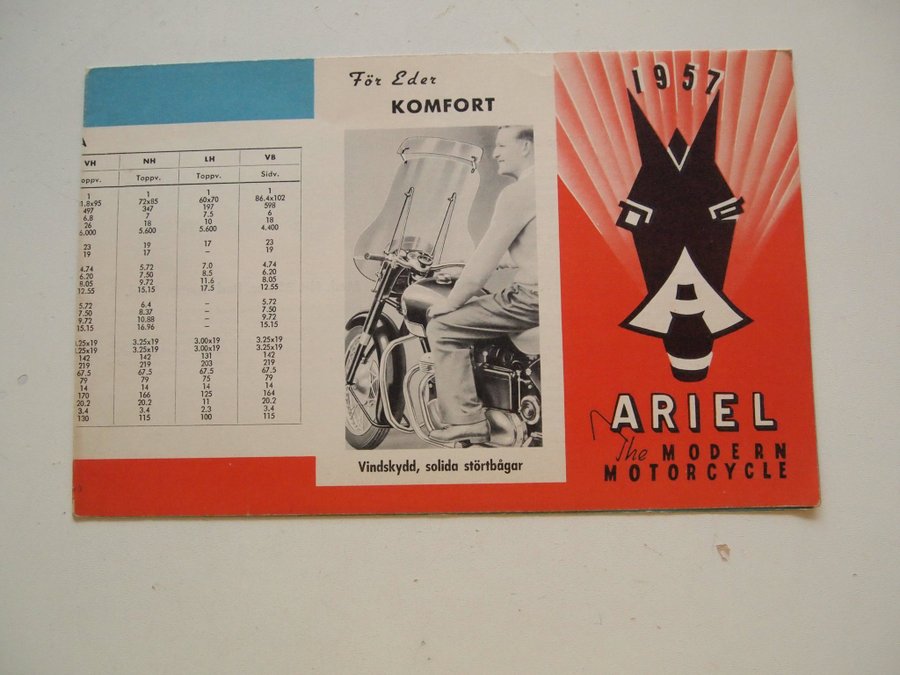 A
VH NH LH VB
Toppv. Toppv. Sidv.
1 1 1 1
72x85 60x70 86.4x102
497 347 197 598
6.8 7 7.5 6
26 18 10 18
6.000 5.600 5.600 4.400
23 19 17 23
19 17 – 19
4.74 5.72 7.0 4.74
6.20 7.50 8.5 6.20
8.05 9.72 11.6 8.05
12.55 15.15 17.5 12.55
5.72 6.4 – 5.72
7.50 8.37 – 7.50
9.72 10.88 – 9.72
15.15 16.96 – 15.15
3.25x19 3.25x19 3.00x19 3.25x19
3.25x19 3.25x19 3.00x19 3.25x19
142 142 131 142
219 219 203 219
67.5 67.5 67.5 67.5
79 79 75 79
14 14 14 14
170 166 125 164
20.2 20.2 11 20.2
3.4 3.4 2.3 3.4
130 115 100 115
För Eder
KOMFORT
Vindskydd, solida störtbågar
1957
ARIEL
The MODERN
MOTORCYCLE